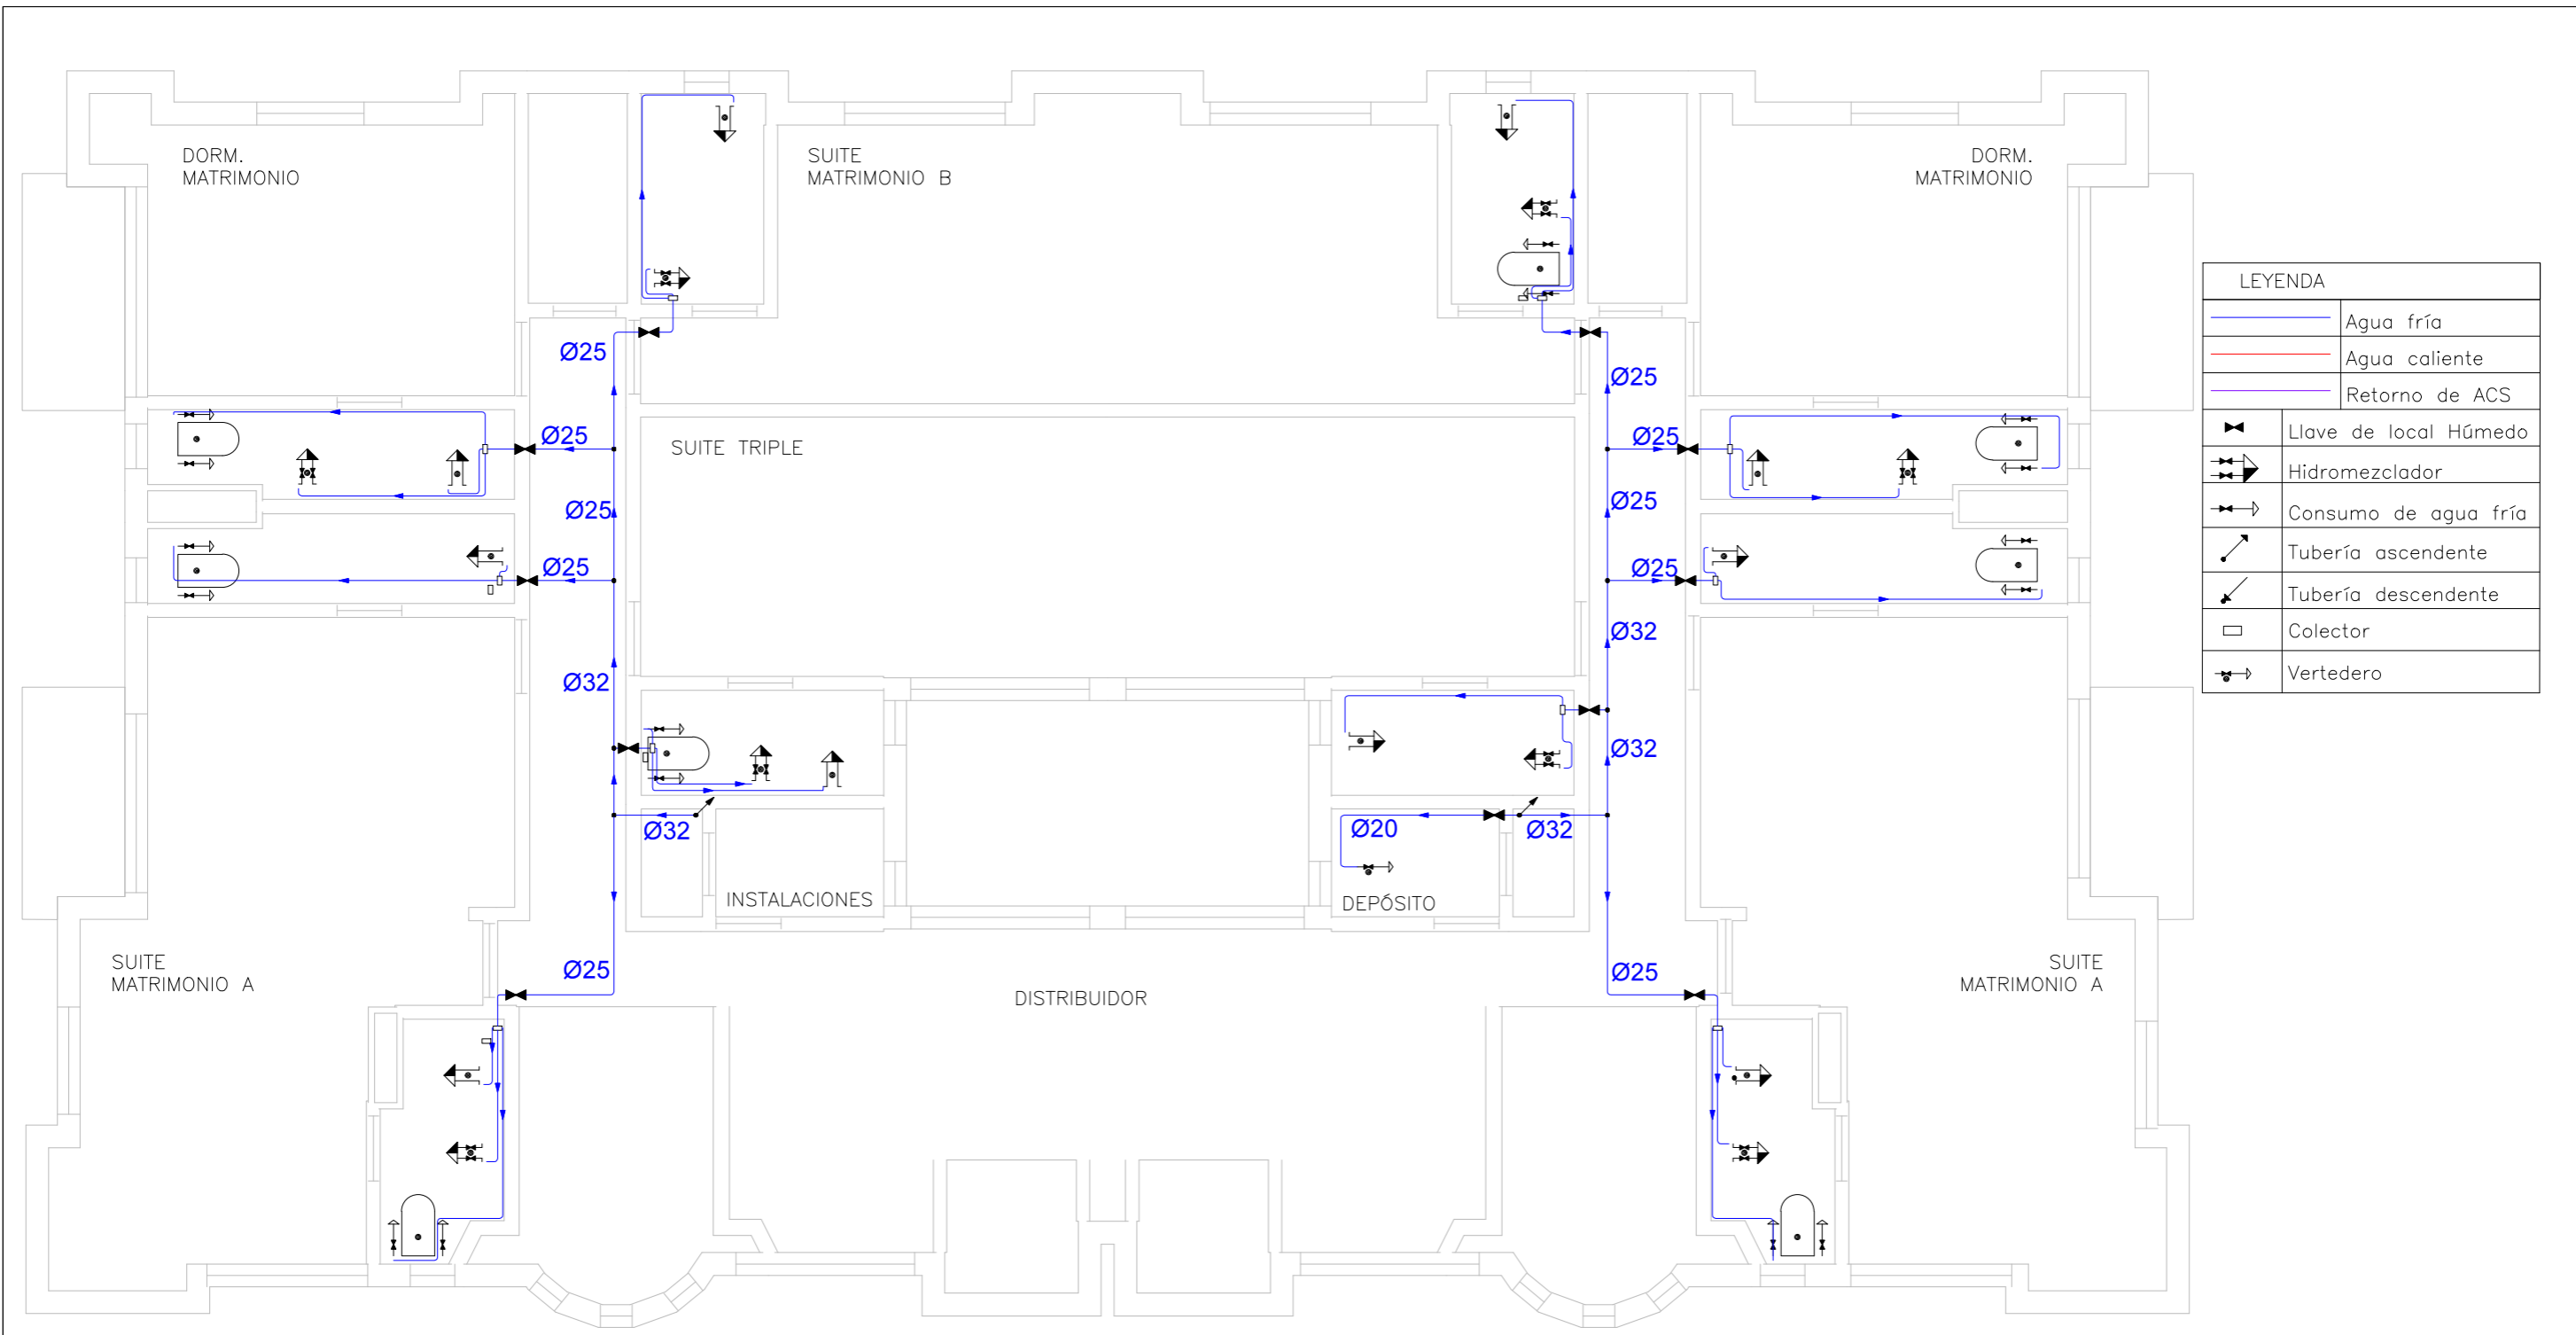 DORM.
MATRIMONIO
SUITE
MATRIMONIO B
DORM.
MATRIMONIO
LEYENDA
Agua fría
Agua caliente
Retorno de ACS
Llave de local Húmedo
Hidromezclador
Consumo de agua fría
Tubería ascendente
Tubería descendente
Colector
Vertedero
Ø25
Ø25
Ø25
Ø25
SUITE TRIPLE
Ø25
Ø25
Ø25
Ø25
Ø25
Ø32
Ø32
Ø32
Ø32
Ø20
Ø32
INSTALACIONES
DEPÓSITO
SUITE
MATRIMONIO A
Ø25
DISTRIBUIDOR
Ø25
SUITE
MATRIMONIO A